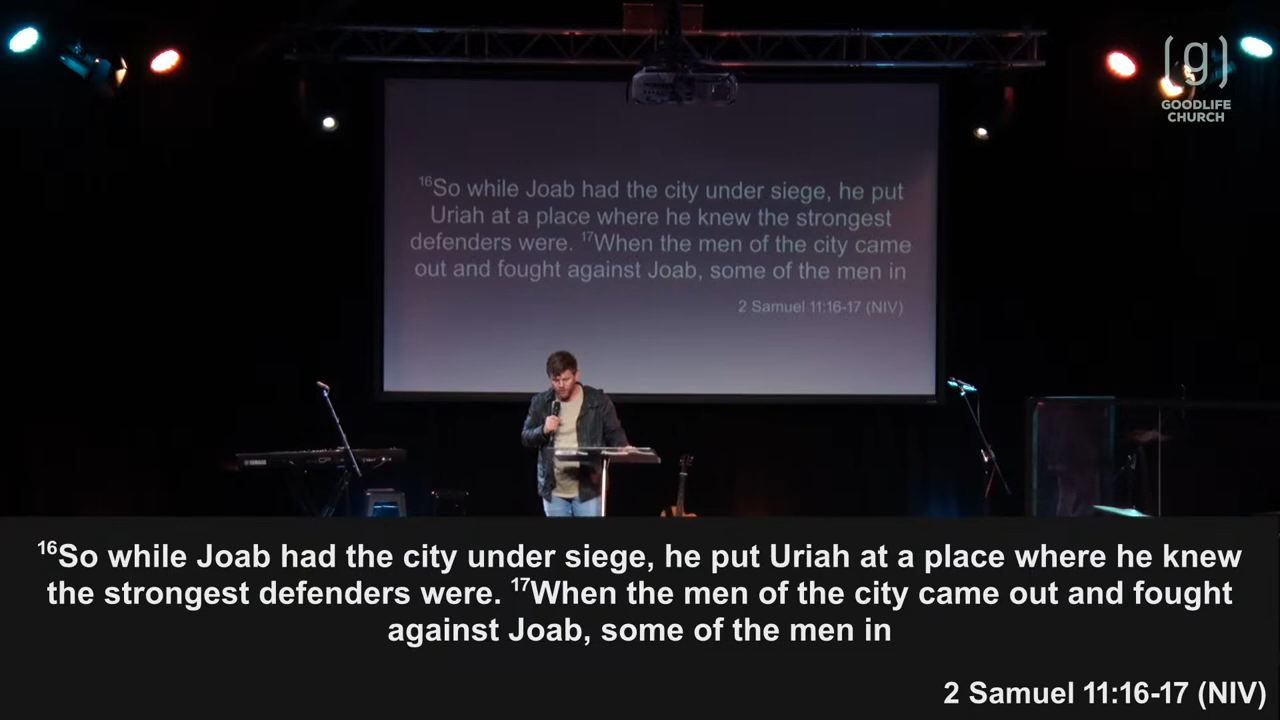 (g)
GOODLIFE
CHURCH
16So while Joab had the city under siege, he put
Uriah at a place where he knew the strongest
defenders were. 17When the men of the city came
out and fought against Joab, some of the men in
2 Samuel 11:16-17 (NIV)
YAMAHA
16So while Joab had the city under siege, he put Uriah at a place where he knew
the strongest defenders were. 17When the men of the city came out and fought
against Joab, some of the men in
2 Samuel 11:16-17 (NIV)